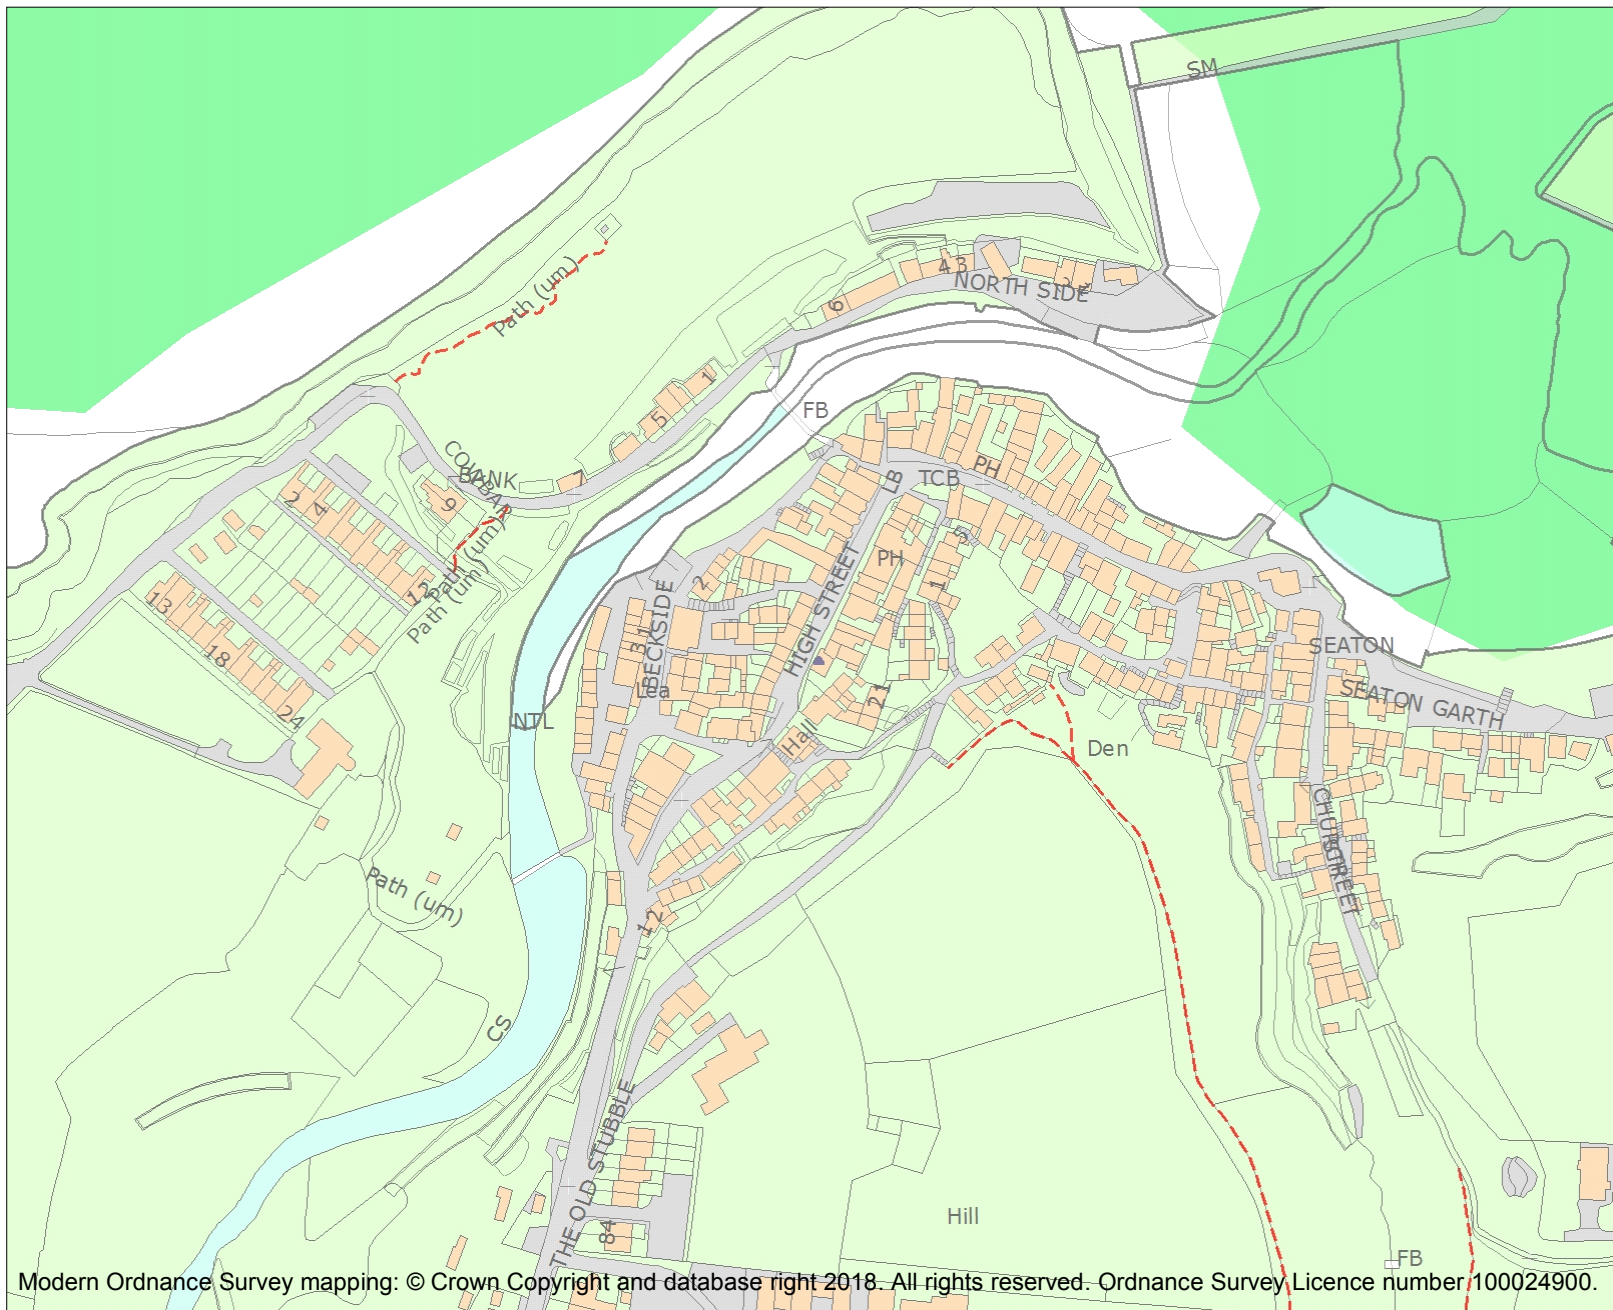 SM
Path (um)
4 3
2
NORTH SIDE
6
1
5
FB
COWBAR
BANK
7
9
2
4
12
Path (um)
Path (um)
13
18
24
LB
TCB
PH
PH
5
1
HIGH STREET
2
31
BECKSIDE
Lea
21
Hall
NTL
SEATON
SEATON GARTH
Den
CHURCH
STREET
Path (um)
12
CS
THE OLD STUBBLE
84
Hill
FB
Modern Ordnance Survey mapping: © Crown Copyright and database right 2018. All rights reserved. Ordnance Survey Licence number 100024900.